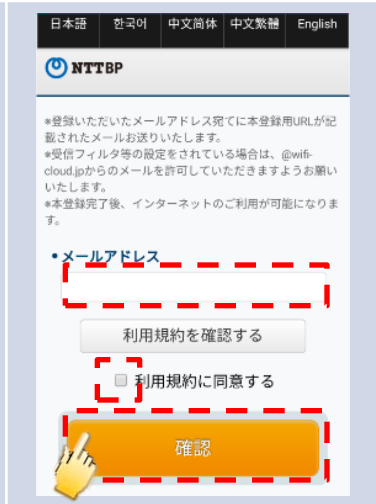 日本語 한국어 中文简体 中文繁體 English
NTTBP
※登録いただいたメールアドレス宛てに本登録用URLが記
載されたメールお送りいたします。
※受信フィルタ等の設定をされている場合は、@wifi-
cloud.jpからのメールを許可していただきますようお願い
いたします。
※本登録完了後、インターネットのご利用が可能になりま
す。
• メールアドレス
利用規約を確認する
利用規約に同意する
確認